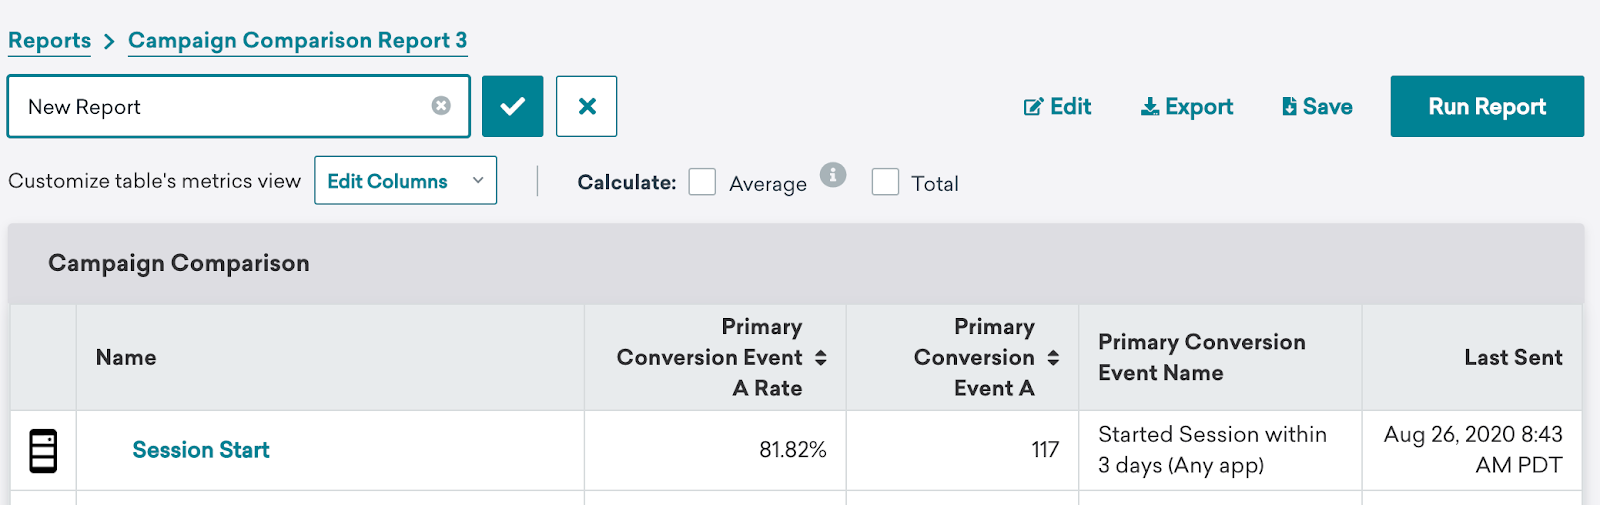 Reports > Campaign Comparison Report 3
New Report
Edit
Export
Save
Run Report
Customize table's metrics view
Edit Columns
Calculate:
Average
Total
Campaign Comparison
Name
Primary
Conversion Event
A Rate
Primary
Conversion
Event A
Primary Conversion
Event Name
Last Sent
Session Start
81.82%
117
Started Session within
3 days (Any app)
Aug 26, 2020 8:43
AM PDT